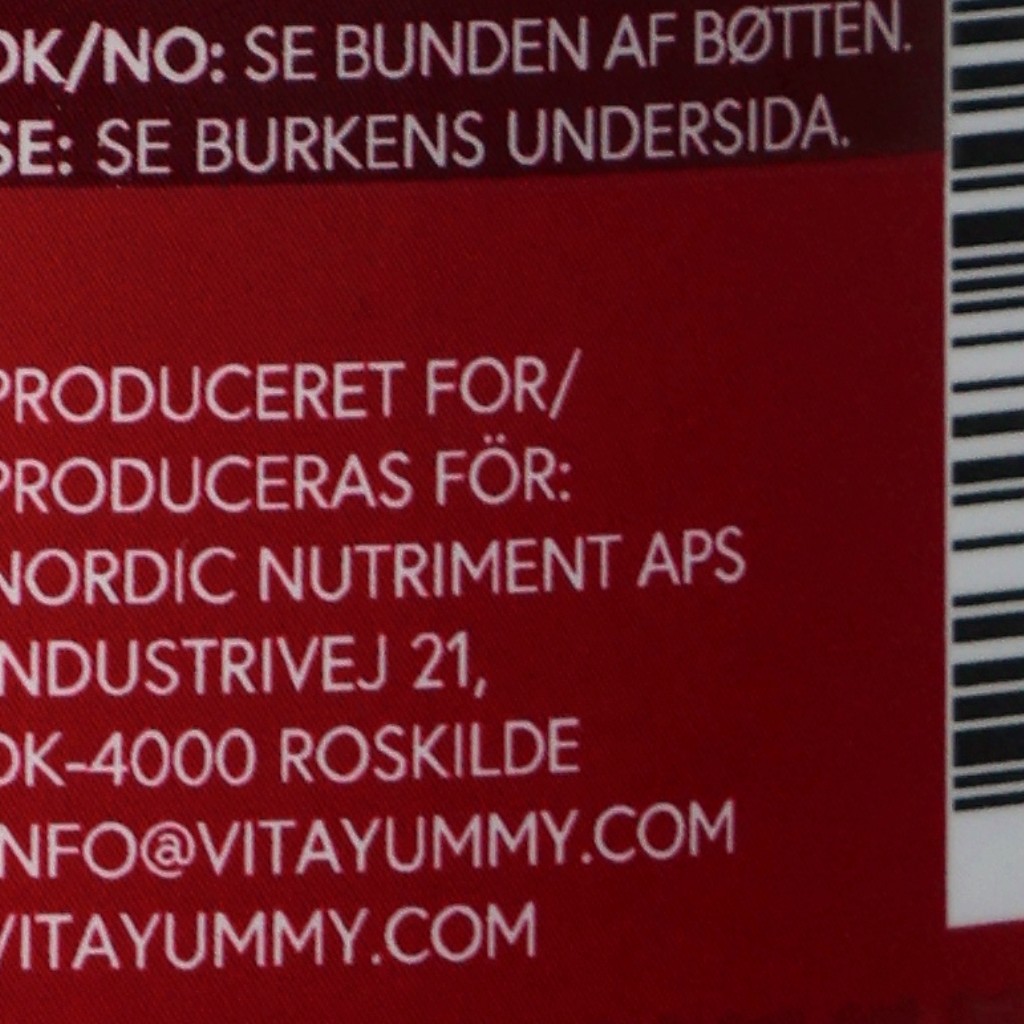 DK/NO: SE BUNDEN AF BØTTEN.
SE: SE BURKENS UNDERSIDA.
PRODUCERET FOR/
PRODUCERAS FÖR:
NORDIC NUTRIMENT APS
INDUSTRIVEJ 21,
DK-4000 ROSKILDE
INFO@VITAYUMMY.COM
VITAYUMMY.COM